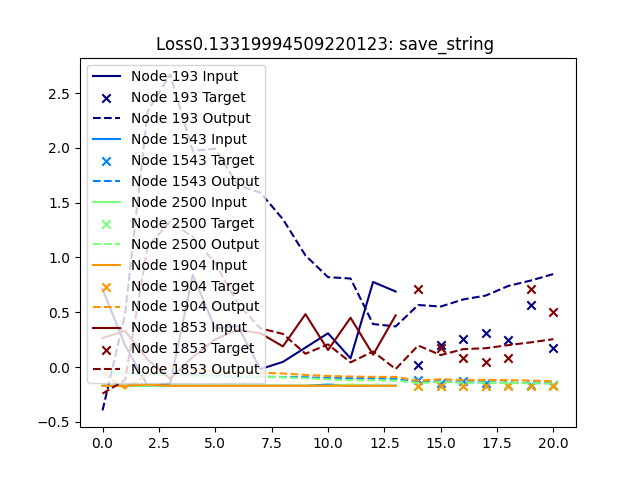 Loss0.13319994509220123: save_string
Node 193 Input
Node 193 Target
Node 193 Output
Node 1543 Input
Node 1543 Target
Node 1543 Output
Node 2500 Input
Node 2500 Target
Node 2500 Output
Node 1904 Input
Node 1904 Target
Node 1904 Output
Node 1853 Input
Node 1853 Target
Node 1853 Output
2.5
2.0
1.5
1.0
0.5
0.0
−0.5
0.0 2.5 5.0 7.5 10.0 12.5 15.0 17.5 20.0